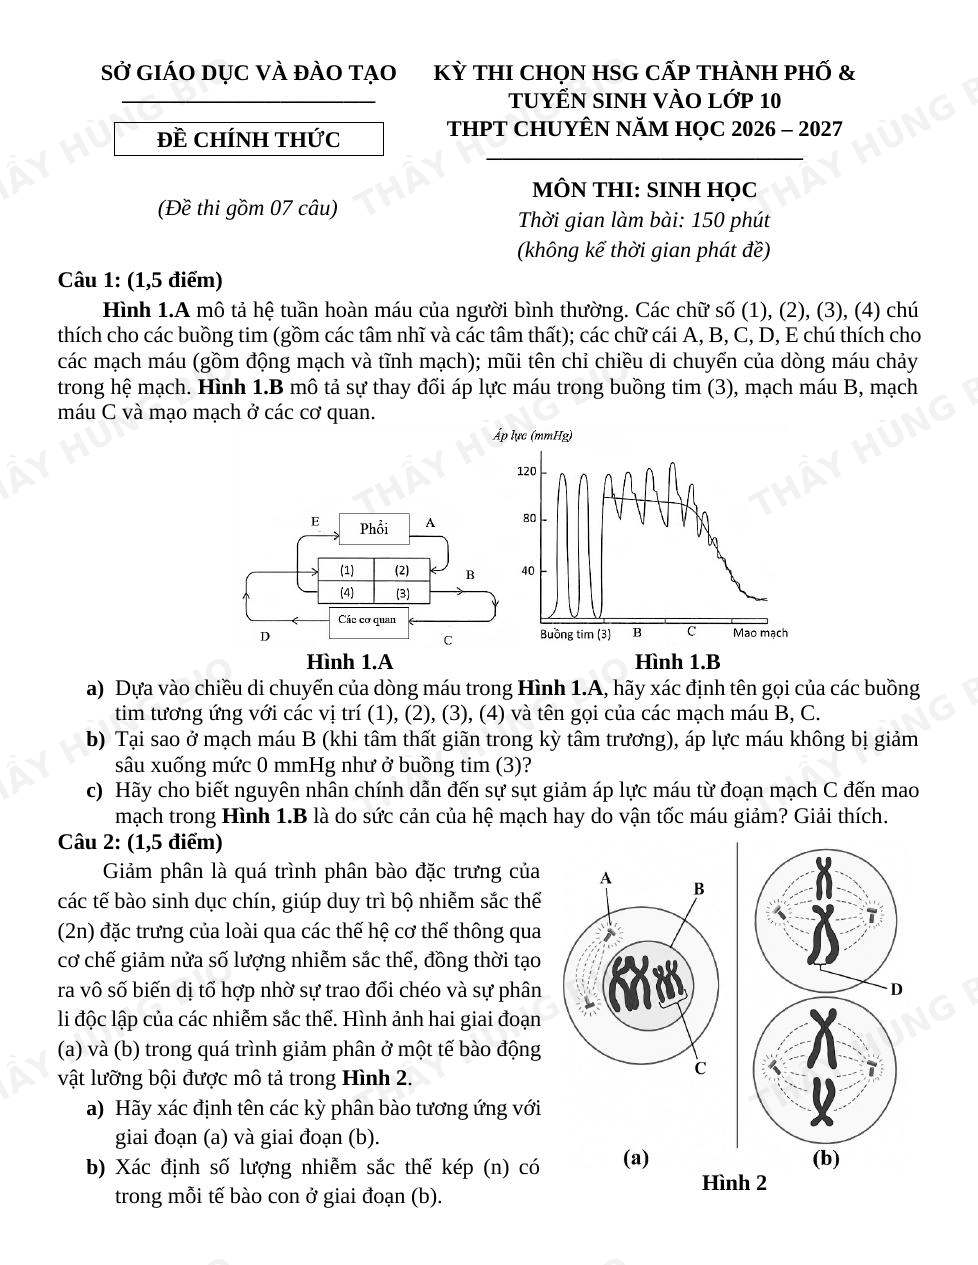 SỞ GIÁO DỤC VÀ ĐÀO TẠO
ĐỀ CHÍNH THỨC
(Đề thi gồm 07 câu)
KỲ THI CHỌN HSG CẤP THÀNH PHỐ &
TUYỂN SINH VÀO LỚP 10
THPT CHUYÊN NĂM HỌC 2026 – 2027
MÔN THI: SINH HỌC
Thời gian làm bài: 150 phút
(không kể thời gian phát đề)
Câu 1: (1,5 điểm)
Hình 1.A mô tả hệ tuần hoàn máu của người bình thường. Các chữ số (1), (2), (3), (4) chú
thích cho các buồng tim (gồm các tâm nhĩ và các tâm thất); các chữ cái A, B, C, D, E chú thích cho
các mạch máu (gồm động mạch và tĩnh mạch); mũi tên chỉ chiều di chuyển của dòng máu chảy
trong hệ mạch. Hình 1.B mô tả sự thay đổi áp lực máu trong buồng tim (3), mạch máu B, mạch
máu C và mạo mạch ở các cơ quan.
E
Phổi
A
(1)
(2)
(4)
(3)
B
Các cơ quan
D
C
Hình 1.A
Áp lực (mmHg)
120
80
40
Buồng tim (3)
B
C
Mao mạch
Hình 1.B
a) Dựa vào chiều di chuyển của dòng máu trong Hình 1.A, hãy xác định tên gọi của các buồng
tim tương ứng với các vị trí (1), (2), (3), (4) và tên gọi của các mạch máu B, C.
b) Tại sao ở mạch máu B (khi tâm thất giãn trong kỳ tâm trương), áp lực máu không bị giảm
sâu xuống mức 0 mmHg như ở buồng tim (3)?
c) Hãy cho biết nguyên nhân chính dẫn đến sự sụt giảm áp lực máu từ đoạn mạch C đến mao
mạch trong Hình 1.B là do sức cản của hệ mạch hay do vận tốc máu giảm? Giải thích.
Câu 2: (1,5 điểm)
Giảm phân là quá trình phân bào đặc trưng của
các tế bào sinh dục chín, giúp duy trì bộ nhiễm sắc thể
(2n) đặc trưng của loài qua các thế hệ cơ thể thông qua
cơ chế giảm nửa số lượng nhiễm sắc thể, đồng thời tạo
ra vô số biến dị tổ hợp nhờ sự trao đổi chéo và sự phân
li độc lập của các nhiễm sắc thể. Hình ảnh hai giai đoạn
(a) và (b) trong quá trình giảm phân ở một tế bào động
vật lưỡng bội được mô tả trong Hình 2.
a) Hãy xác định tên các kỳ phân bào tương ứng với
giai đoạn (a) và giai đoạn (b).
b) Xác định số lượng nhiễm sắc thể kép (n) có
trong mỗi tế bào con ở giai đoạn (b).
A
B
C
D
(a)
(b)
Hình 2
THẦY HÙNG BIO